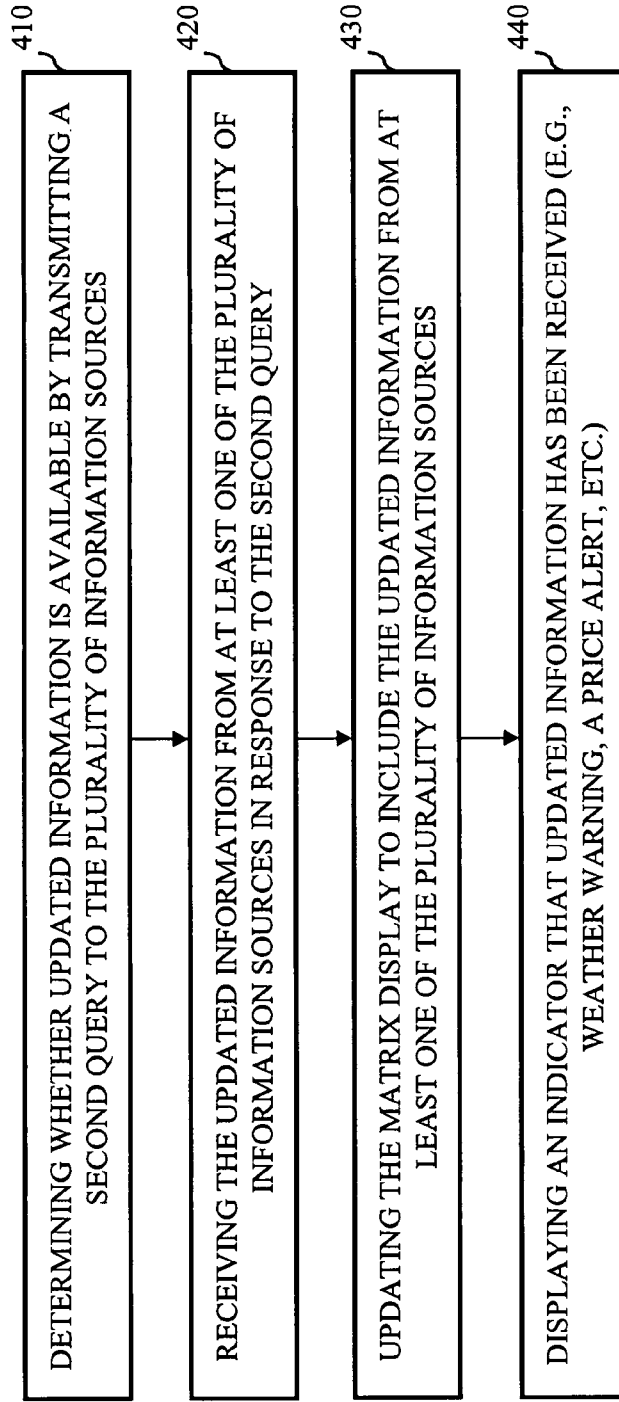 410
DETERMINING WHETHER UPDATED INFORMATION IS AVAILABLE BY TRANSMITTING A
SECOND QUERY TO THE PLURALITY OF INFORMATION SOURCES
420
RECEIVING THE UPDATED INFORMATION FROM AT LEAST ONE OF THE PLURALITY OF
INFORMATION SOURCES IN RESPONSE TO THE SECOND QUERY
430
UPDATING THE MATRIX DISPLAY TO INCLUDE THE UPDATED INFORMATION FROM AT
LEAST ONE OF THE PLURALITY OF INFORMATION SOURCES
440
DISPLAYING AN INDICATOR THAT UPDATED INFORMATION HAS BEEN RECEIVED (E.G.,
WEATHER WARNING, A PRICE ALERT, ETC.)